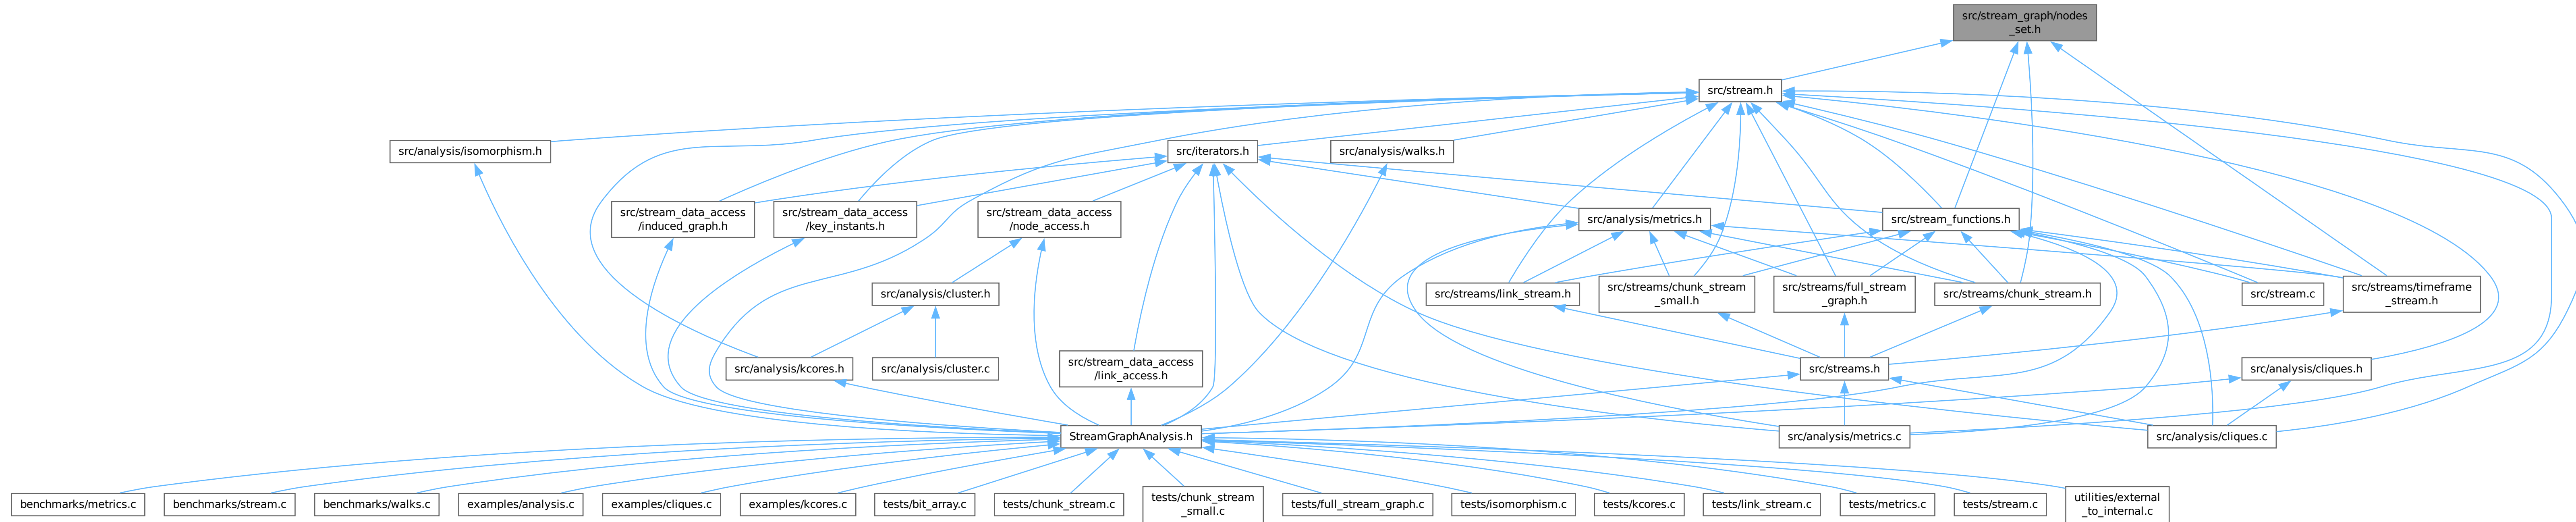 src/stream_graph/nodes
_set.h
src/stream.h
src/analysis/isomorphism.h
src/iterators.h
src/analysis/walks.h
src/stream_data_access
/induced_graph.h
src/stream_data_access
/key_instants.h
src/stream_data_access
/node_access.h
src/analysis/metrics.h
src/stream_functions.h
src/analysis/cluster.h
src/streams/link_stream.h
src/streams/chunk_stream
_small.h
src/streams/full_stream
_graph.h
src/streams/chunk_stream.h
src/stream.c
src/streams/timeframe
_stream.h
src/analysis/kcores.h
src/analysis/cluster.c
src/stream_data_access
/link_access.h
src/streams.h
src/analysis/cliques.h
StreamGraphAnalysis.h
src/analysis/metrics.c
src/analysis/cliques.c
benchmarks/metrics.c
benchmarks/stream.c
benchmarks/walks.c
examples/analysis.c
examples/cliques.c
examples/kcores.c
tests/bit_array.c
tests/chunk_stream.c
tests/chunk_stream
_small.c
tests/full_stream_graph.c
tests/isomorphism.c
tests/kcores.c
tests/link_stream.c
tests/metrics.c
tests/stream.c
utilities/external
_to_internal.c